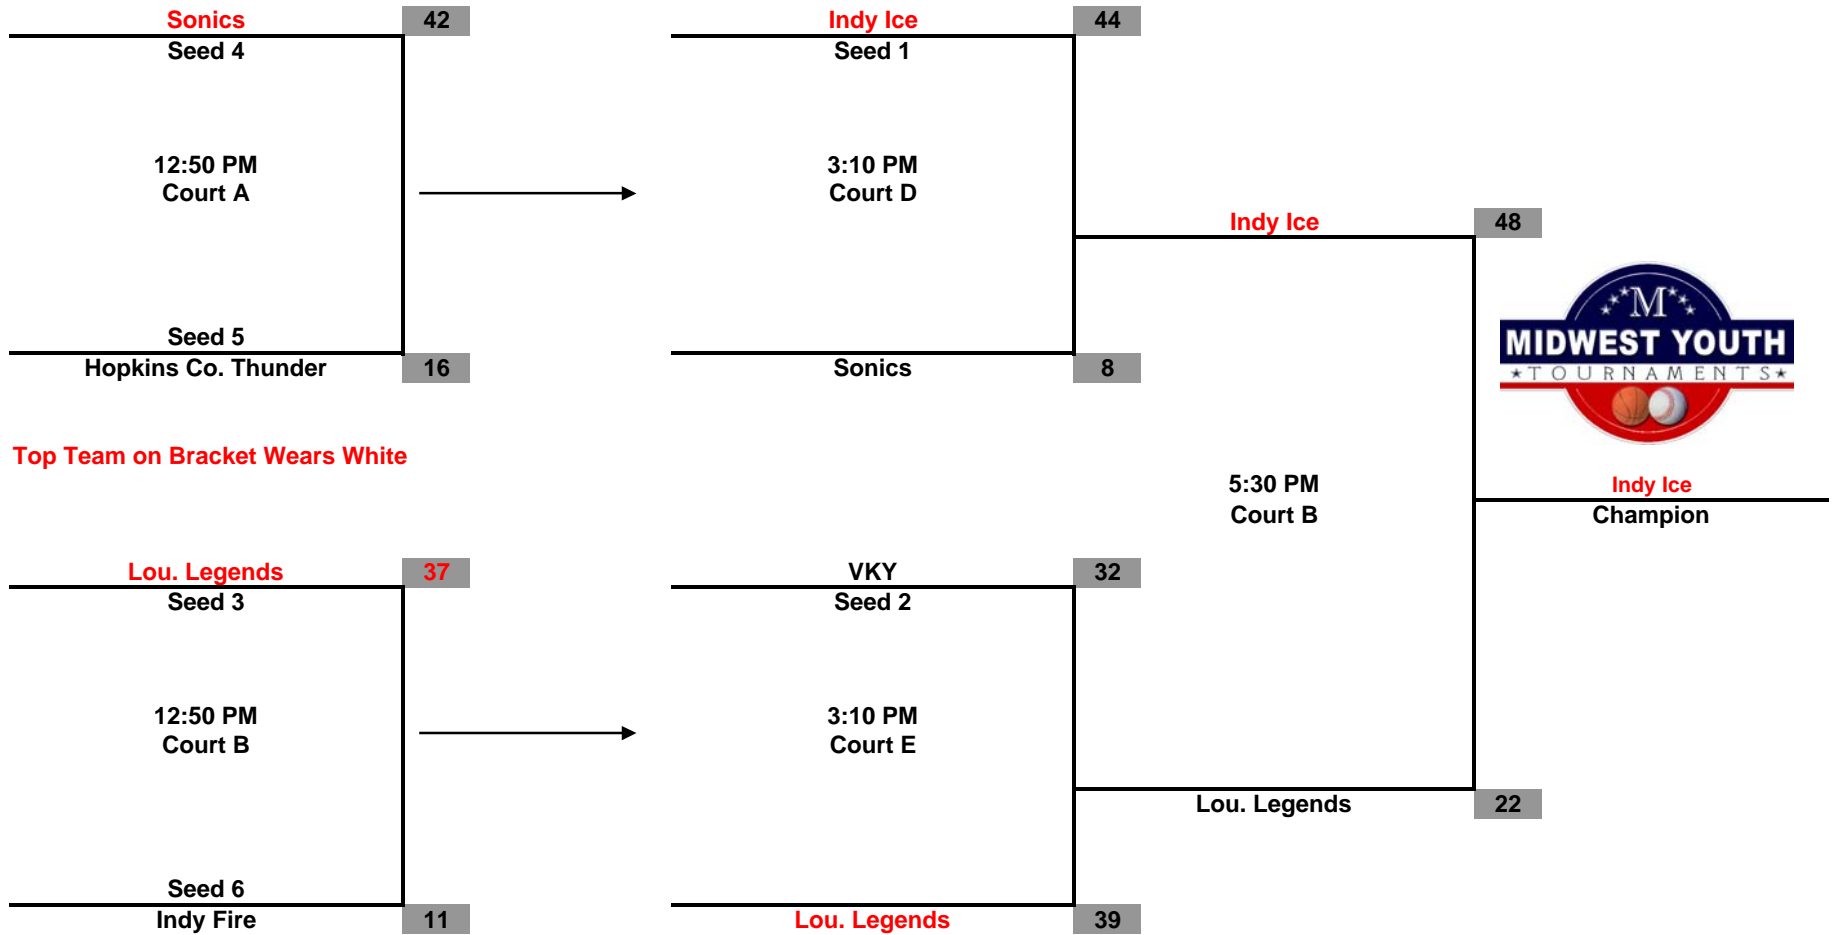 Sonics 42
Seed 4
12:50 PM
Court A
Seed 5
Hopkins Co. Thunder 16
Indy Ice 44
Seed 1
3:10 PM
Court D
Sonics 8
Top Team on Bracket Wears White
Lou. Legends 37
Seed 3
12:50 PM
Court B
Seed 6
Indy Fire 11
VKY 32
Seed 2
3:10 PM
Court E
Lou. Legends 39
Indy Ice 48
5:30 PM
Court B
Lou. Legends 22
M
MIDWEST YOUTH
TOURNAMENTS
Indy Ice
Champion